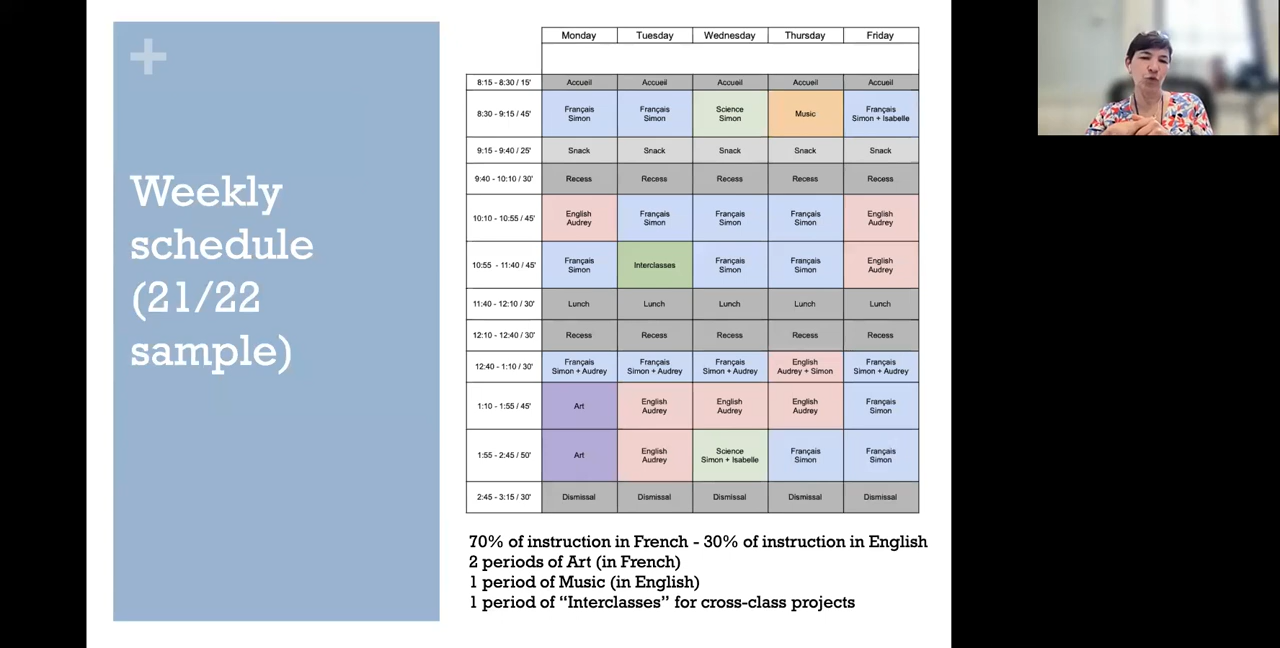 +
Weekly
schedule
(21/22
sample)
Monday Tuesday Wednesday Thursday Friday
8:15 - 8:30 / 15' Accueil Accueil Accueil Accueil Accueil
8:30 - 9:15 / 45' Français Simon Français Simon Science Simon Music Français Simon + Isabelle
9:15 - 9:40 / 25' Snack Snack Snack Snack Snack
9:40 - 10:10 / 30' Recess Recess Recess Recess Recess
10:10 - 10:55 / 45' English Audrey Français Simon Français Simon Français Simon English Audrey
10:55 - 11:40 / 45' Français Simon Interclasses Français Simon Français Simon English Audrey
11:40 - 12:10 / 30' Lunch Lunch Lunch Lunch Lunch
12:10 - 12:40 / 30' Recess Recess Recess Recess Recess
12:40 - 1:10 / 30' Français Simon + Audrey Français Simon + Audrey Français Simon + Audrey English Audrey + Simon Français Simon + Audrey
1:10 - 1:55 / 45' Art English Audrey English Audrey English Audrey Français Simon
1:55 - 2:45 / 50' Art English Audrey Science Simon + Isabelle Français Simon Français Simon
2:45 - 3:15 / 30' Dismissal Dismissal Dismissal Dismissal Dismissal
70% of instruction in French - 30% of instruction in English
2 periods of Art (in French)
1 period of Music (in English)
1 period of “Interclasses” for cross-class projects